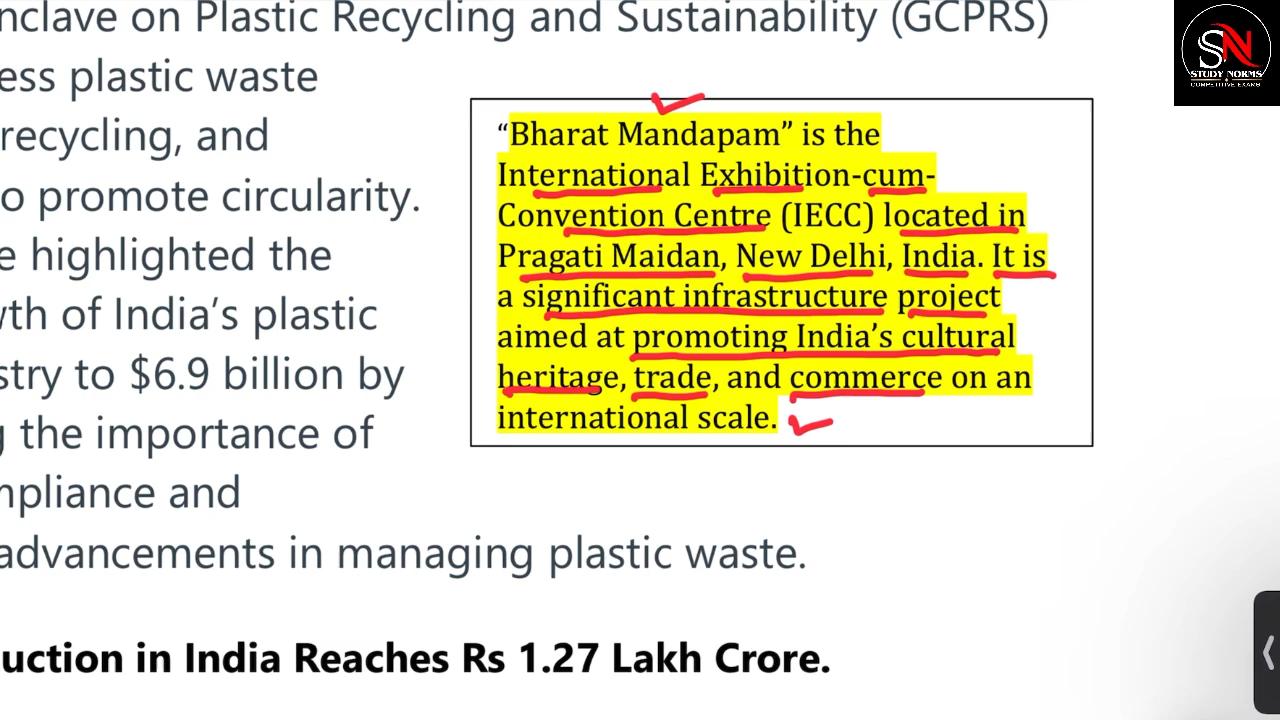 nclave on Plastic Recycling and Sustainability (GCPRS)
ess plastic waste
recycling, and
o promote circularity.
e highlighted the
wth of India’s plastic
stry to $6.9 billion by
g the importance of
mpliance and
advancements in managing plastic waste.
“Bharat Mandapam” is the
International Exhibition-cum-
Convention Centre (IECC) located in
Pragati Maidan, New Delhi, India. It is
a significant infrastructure project
aimed at promoting India’s cultural
heritage, trade, and commerce on an
international scale.
uction in India Reaches Rs 1.27 Lakh Crore.
SN
STUDY NORMS
COMPETITIVE EXAMS